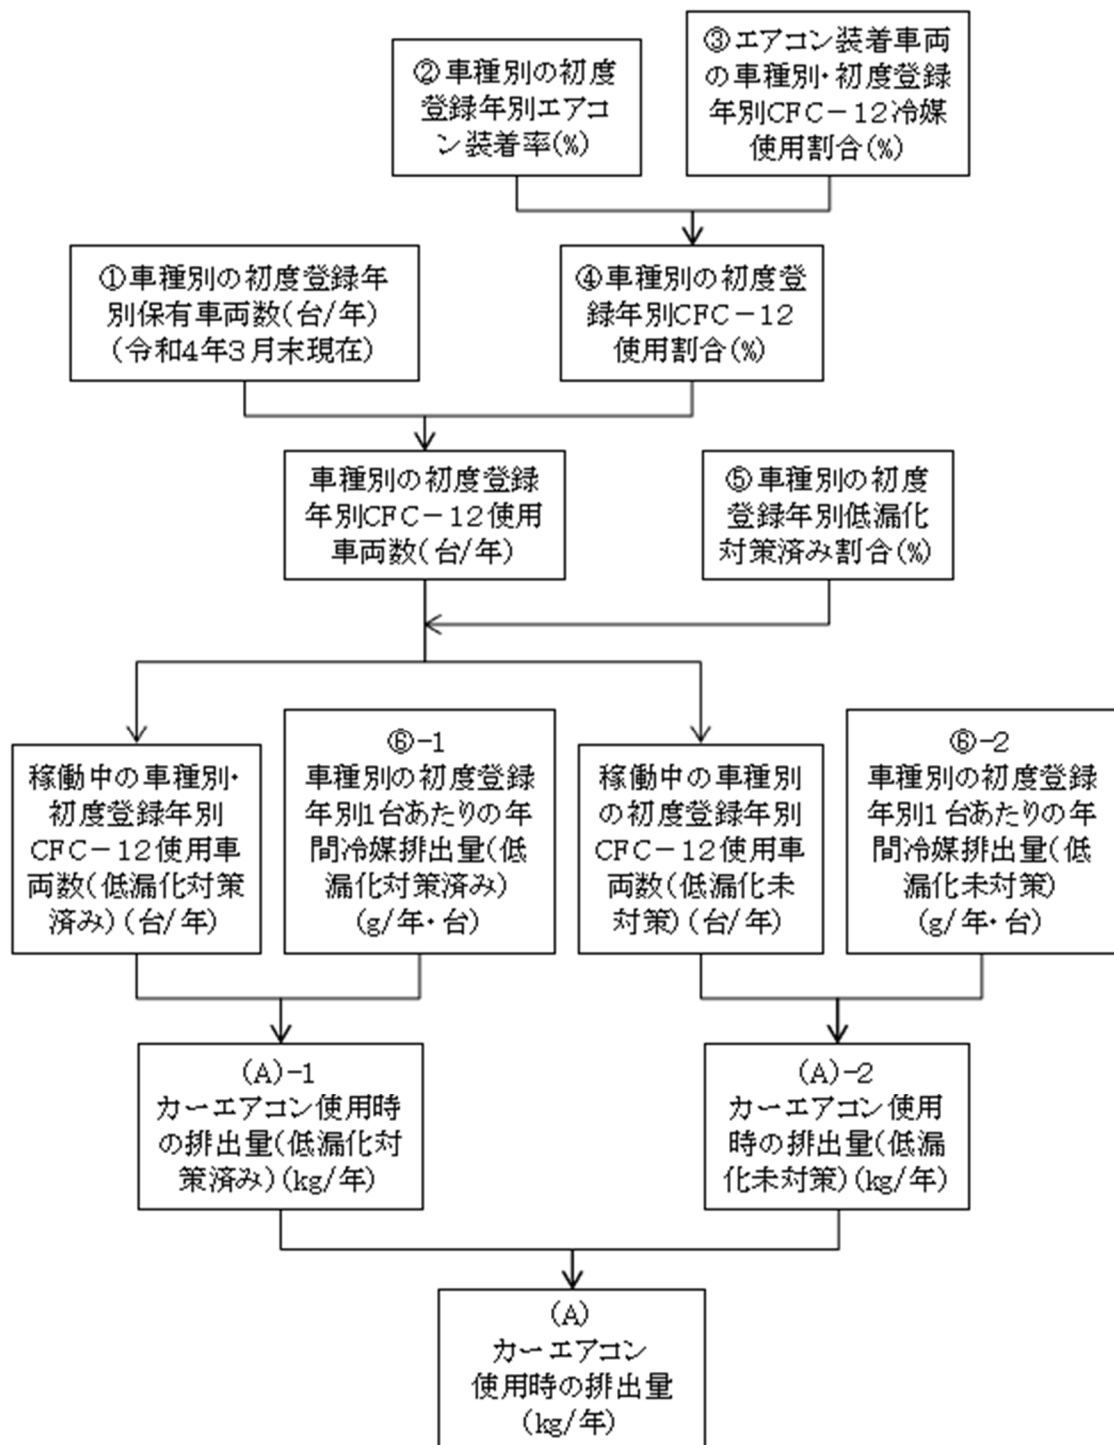 ②車種別の初度
登録年別エアコ
ン装着率(%)
③エアコン装着車両
の車種別・初度登録
年別CFC-12冷媒
使用割合(%)
①車種別の初度登録年
別保有車両数(台/年)
(令和4年3月末現在)
④車種別の初度登
録年別CFC-12
使用割合(%)
車種別の初度登録
年別CFC-12使用
車両数(台/年)
⑤車種別の初度
登録年別低漏化
対策済み割合(%)
稼働中の車種別・
初度登録年別
CFC-12使用車
両数(低漏化対策
済み)(台/年)
⑥-1
車種別の初度登録
年別1台あたりの年
間冷媒排出量(低
漏化対策済み)
(g/年・台)
稼働中の車種別
の初度登録年別
CFC-12使用車
両数(低漏化未
対策)(台/年)
⑥-2
車種別の初度登録
年別1台あたりの年
間冷媒排出量(低
漏化未対策)
(g/年・台)
(A)-1
カーエアコン使用時
の排出量(低漏化対
策済み)(kg/年)
(A)-2
カーエアコン使用
時の排出量(低漏
化未対策)(kg/年)
(A)
カーエアコン
使用時の排出量
(kg/年)